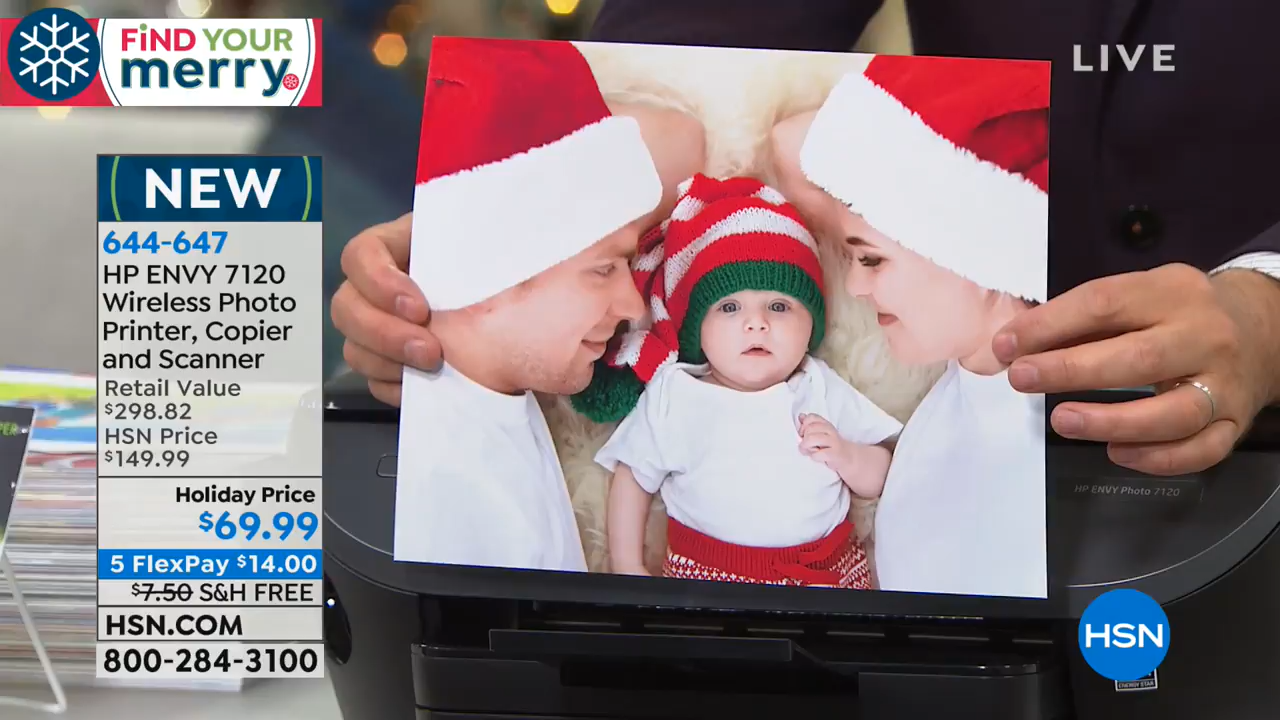 FiND YOUR
merry
LIVE
NEW
644-647
HP ENVY 7120
Wireless Photo
Printer, Copier
and Scanner
Retail Value
$298.82
HSN Price
$149.99
Holiday Price
$69.99
5 FlexPay $14.00
$7.50 S&H FREE
HSN.COM
800-284-3100
HP ENVY Photo 7120
HSN
ENERGY STAR